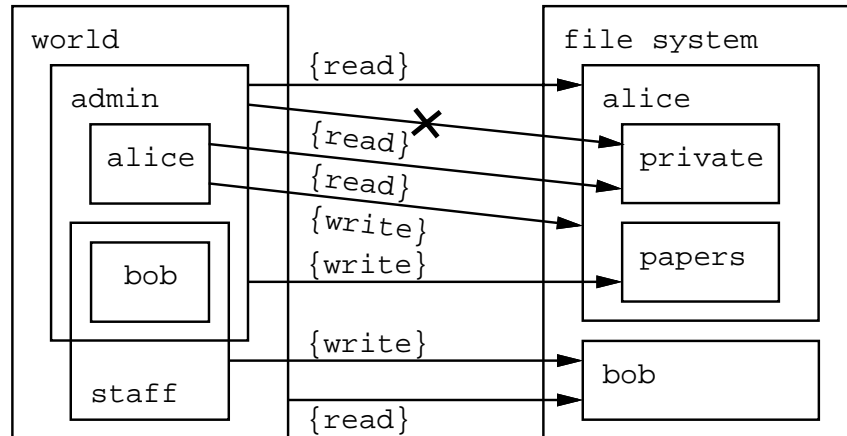 world
file system
{read}
admin
alice
{read}
alice
private
{read}
{write}
bob
{write}
papers
{write}
bob
staff
{read}